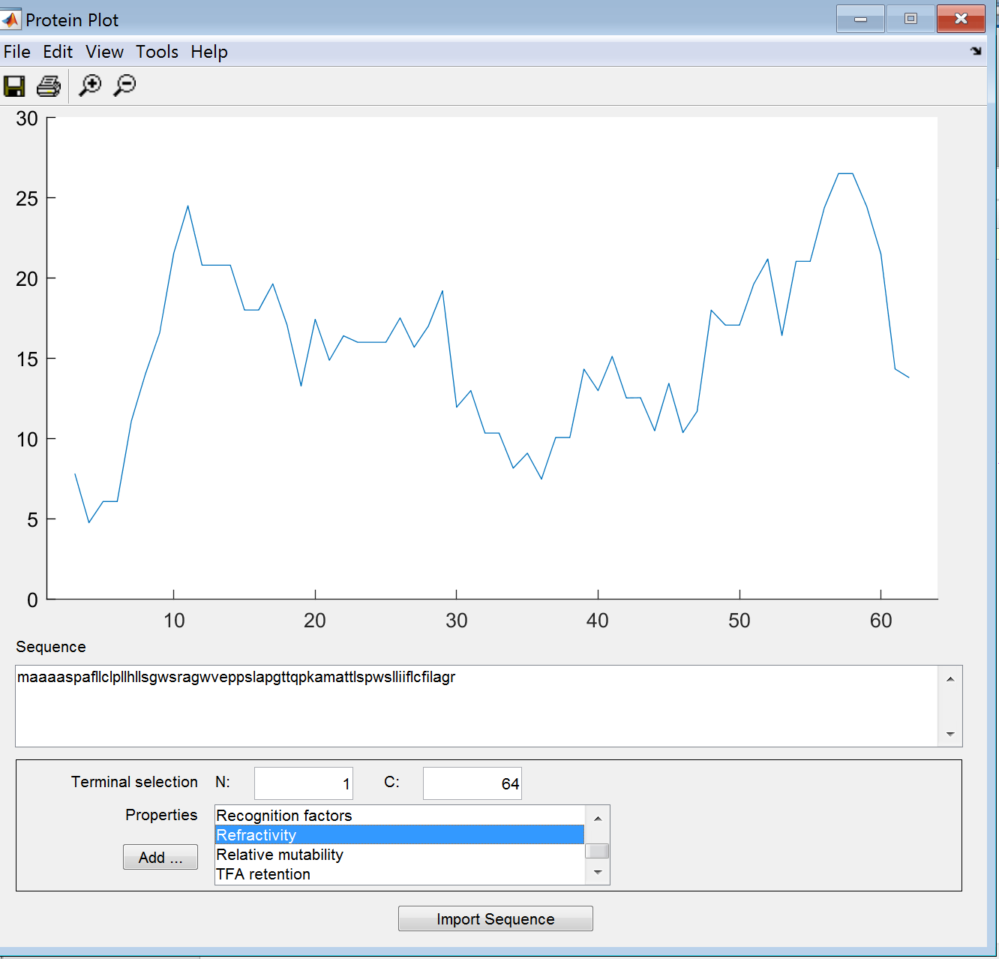 Protein Plot
File Edit View Tools Help
30
25
20
15
10
5
0
10 20 30 40 50 60
Sequence
maaaaspafllclpllhllsgwsragwveppslapgttqpkamattlspwslliiflcfilagr
Terminal selection N: 1 C: 64
Properties
Recognition factors
Refractivity
Relative mutability
TFA retention
Add ...
Import Sequence